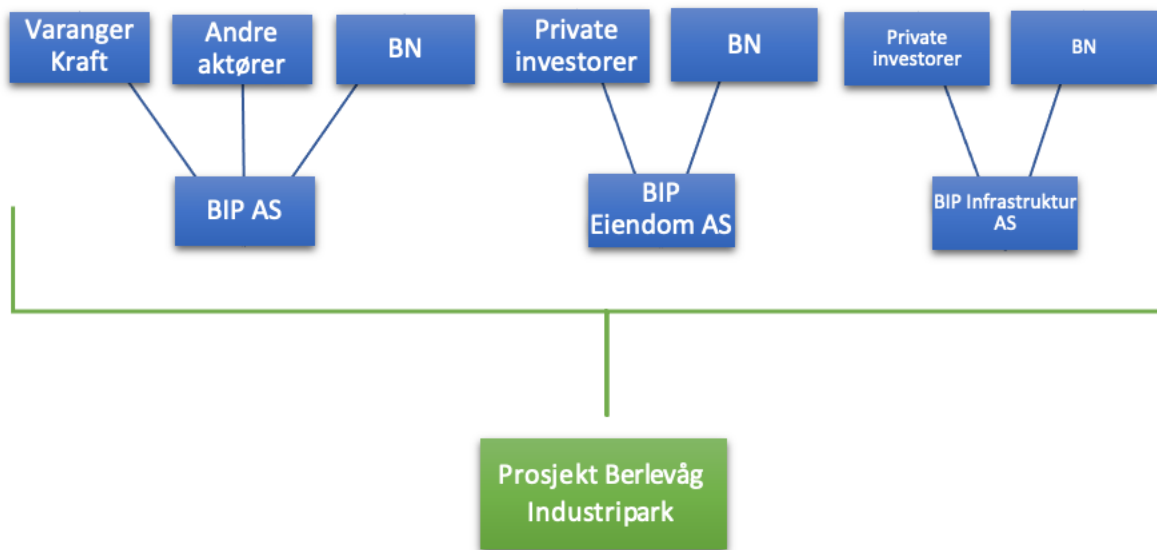 Varanger
Kraft
Andre
aktører
BN
Private
investorer
BN
Private
investorer
BN
BIP AS
BIP
Eiendom AS
BIP Infrastruktur
AS
Prosjekt Berlevåg
Industripark